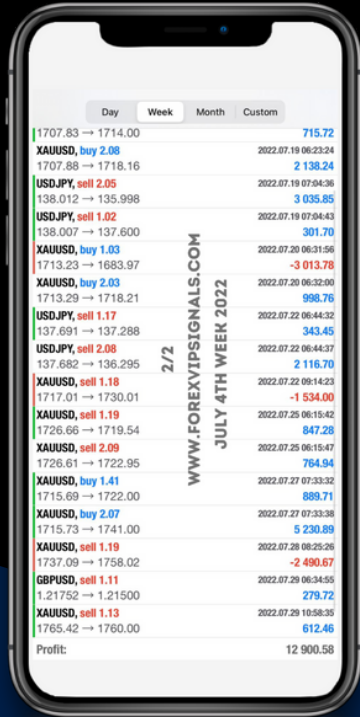 Day Week Month Custom
1707.83 → 1714.00 715.72
XAUUSD, buy 2.08 2022.07.19 06:23:24
1707.88 → 1718.16 2 138.24
USDJPY, sell 2.05 2022.07.19 07:04:36
138.012 → 135.998 3 035.85
USDJPY, sell 1.02 2022.07.19 07:04:43
138.007 → 137.600 301.70
XAUUSD, buy 1.03 2022.07.20 06:31:56
1713.23 → 1683.97 -3 013.78
XAUUSD, buy 2.03 2022.07.20 06:32:00
1713.29 → 1718.21 998.76
USDJPY, sell 1.17 2022.07.22 06:44:32
137.691 → 137.288 343.45
USDJPY, sell 2.08 2022.07.22 06:44:37
137.682 → 136.295 2 116.70
XAUUSD, sell 1.18 2022.07.22 09:14:23
1717.01 → 1730.01 -1 534.00
XAUUSD, sell 1.19 2022.07.25 06:15:42
1726.66 → 1719.54 847.28
XAUUSD, sell 2.09 2022.07.25 06:15:47
1726.61 → 1722.95 764.94
XAUUSD, buy 1.41 2022.07.27 07:33:32
1715.69 → 1722.00 889.71
XAUUSD, buy 2.07 2022.07.27 07:33:38
1715.73 → 1741.00 5 230.89
XAUUSD, sell 1.19 2022.07.28 08:25:26
1737.09 → 1758.02 -2 490.67
GBPUSD, sell 1.11 2022.07.29 06:34:55
1.21752 → 1.21500 279.72
XAUUSD, sell 1.13 2022.07.29 10:58:35
1765.42 → 1760.00 612.46
Profit: 12 900.58
2/2
WWW.FOREXVIPSIGNALS.COM
JULY 4TH WEEK 2022